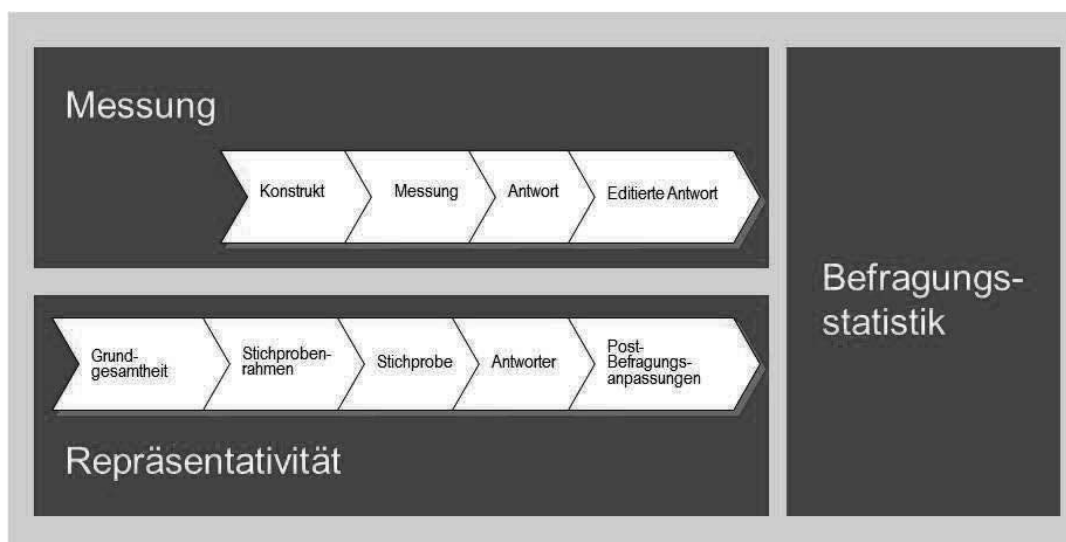 Messung
Konstrukt
Messung
Antwort
Editierte Antwort
Grund-
gesamtheit
Stichproben-
rahmen
Stichprobe
Antworter
Post-
Befragungs-
anpassungen
Repräsentativität
Befragungs-
statistik